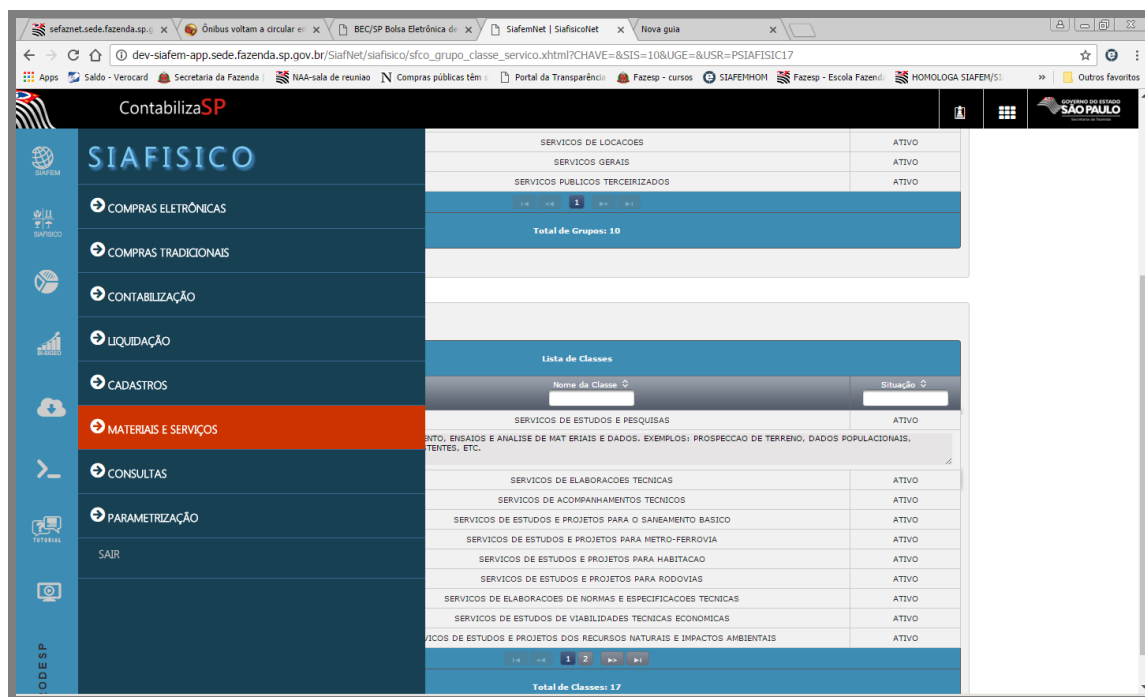 sefaznet.sede.fazenda.sp.g
Ônibus voltam a circular em
BEC/SP Bolsa Eletrônica de
SiafemNet | SiafisicoNet
Nova guia
dev-siafem-app.sede.fazenda.sp.gov.br/SiafNet/siafisico/sfco_grupo_classe_servico.xhtml?CHAVE=&SIS=10&UGE=&USR=PSIAFISIC17
Apps
Saldo - Verocard
Secretaria da Fazenda |
NAA-sala de reuniao
Compras públicas têm s
Portal da Transparência
Fazesp - cursos
SIAFEMHOM
Fazesp - Escola Fazend
HOMOLOGA SIAFEM/SI
»
Outros favoritos
ContabilizaSP
GOVERNO DO ESTADO
SÃO PAULO
Secretaria da Fazenda
SIAFEM
SIAFISICO
TUTORIAL
SIAFISICO
COMPRAS ELETRÔNICAS
COMPRAS TRADICIONAIS
CONTABILIZAÇÃO
LIQUIDAÇÃO
CADASTROS
MATERIAIS E SERVIÇOS
CONSULTAS
PARAMETRIZAÇÃO
SAIR
SERVICOS DE LOCACOES ATIVO
SERVICOS GERAIS ATIVO
SERVICOS PUBLICOS TERCEIRIZADOS ATIVO
1
Total de Grupos: 10
Lista de Classes
Nome da Classe Situação
SERVICOS DE ESTUDOS E PESQUISAS ATIVO
ENTO, ENSAIOS E ANALISE DE MAT ERIAIS E DADOS. EXEMPLOS: PROSPECCAO DE TERRENO, DADOS POPULACIONAIS,
TENTES, ETC.
SERVICOS DE ELABORACOES TECNICAS ATIVO
SERVICOS DE ACOMPANHAMENTOS TECNICOS ATIVO
SERVICOS DE ESTUDOS E PROJETOS PARA O SANEAMENTO BASICO ATIVO
SERVICOS DE ESTUDOS E PROJETOS PARA METRO-FERROVIA ATIVO
SERVICOS DE ESTUDOS E PROJETOS PARA HABITACAO ATIVO
SERVICOS DE ESTUDOS E PROJETOS PARA RODOVIAS ATIVO
SERVICOS DE ELABORACOES DE NORMAS E ESPECIFICACOES TECNICAS ATIVO
SERVICOS DE ESTUDOS DE VIABILIDADES TECNICAS ECONOMICAS ATIVO
VICOS DE ESTUDOS E PROJETOS DOS RECURSOS NATURAIS E IMPACTOS AMBIENTAIS ATIVO
1 2
Total de Classes: 17
ODESP